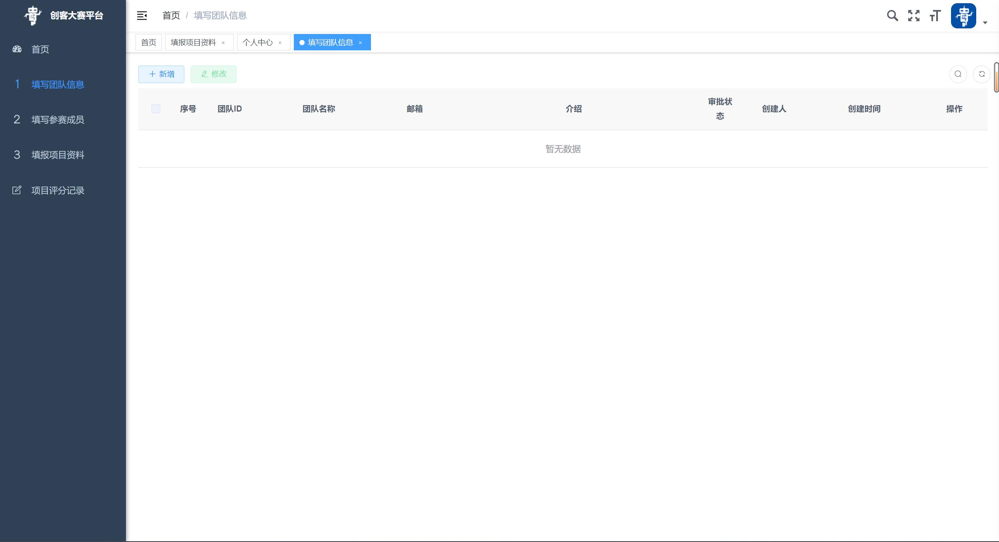 创客大赛平台
首页 / 填写团队信息
首页
填报项目资料 ×
个人中心 ×
填写团队信息 ×
首页
1 填写团队信息
2 填写参赛成员
3 填报项目资料
项目评分记录
新增
修改
序号 团队ID 团队名称 邮箱 介绍 审批状态 创建人 创建时间 操作
暂无数据